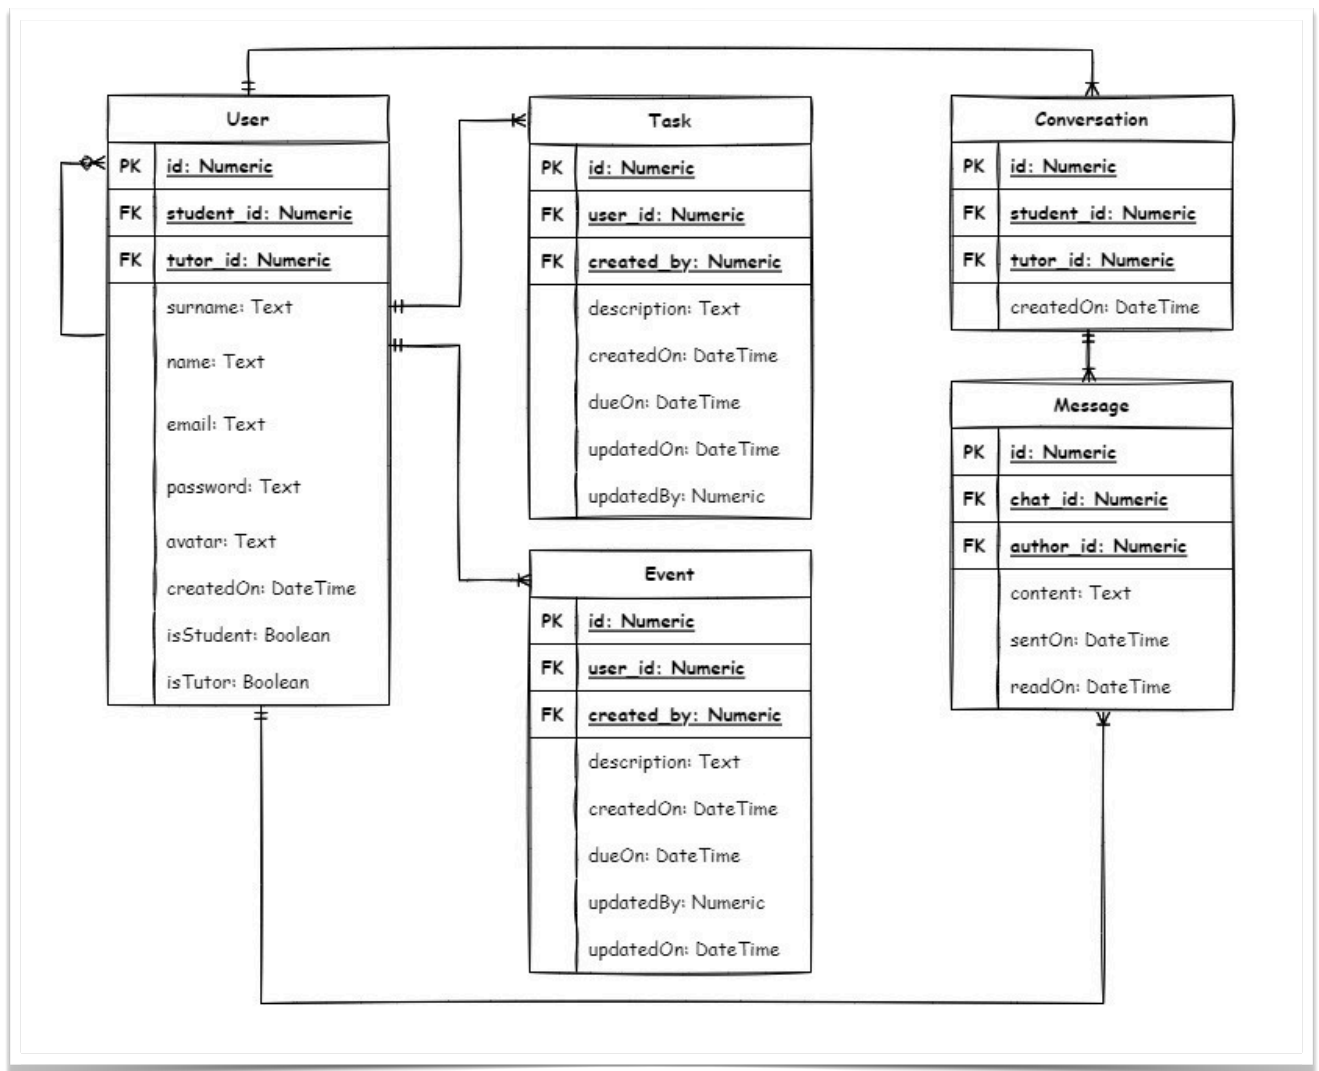 User
PK id: Numeric
FK student_id: Numeric
FK tutor_id: Numeric
surname: Text
name: Text
email: Text
password: Text
avatar: Text
createdOn: DateTime
isStudent: Boolean
isTutor: Boolean
Task
PK id: Numeric
FK user_id: Numeric
FK created_by: Numeric
description: Text
createdOn: DateTime
dueOn: DateTime
updatedOn: DateTime
updatedBy: Numeric
Event
PK id: Numeric
FK user_id: Numeric
FK created_by: Numeric
description: Text
createdOn: DateTime
dueOn: DateTime
updatedBy: Numeric
updatedOn: DateTime
Conversation
PK id: Numeric
FK student_id: Numeric
FK tutor_id: Numeric
createdOn: DateTime
Message
PK id: Numeric
FK chat_id: Numeric
FK author_id: Numeric
content: Text
sentOn: DateTime
readOn: DateTime